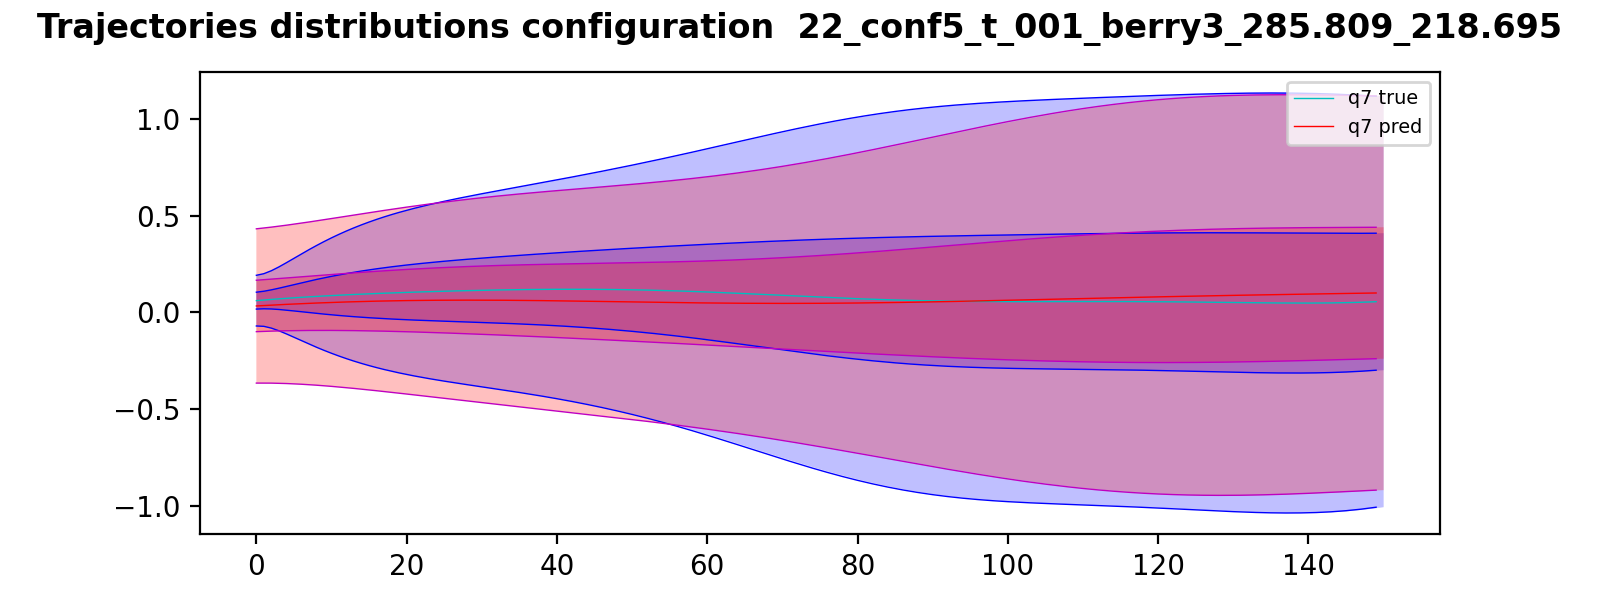 Trajectories distributions configuration  22_conf5_t_001_berry3_285.809_218.695
q7 true
q7 pred
1.0
0.5
0.0
−0.5
−1.0
0 20 40 60 80 100 120 140